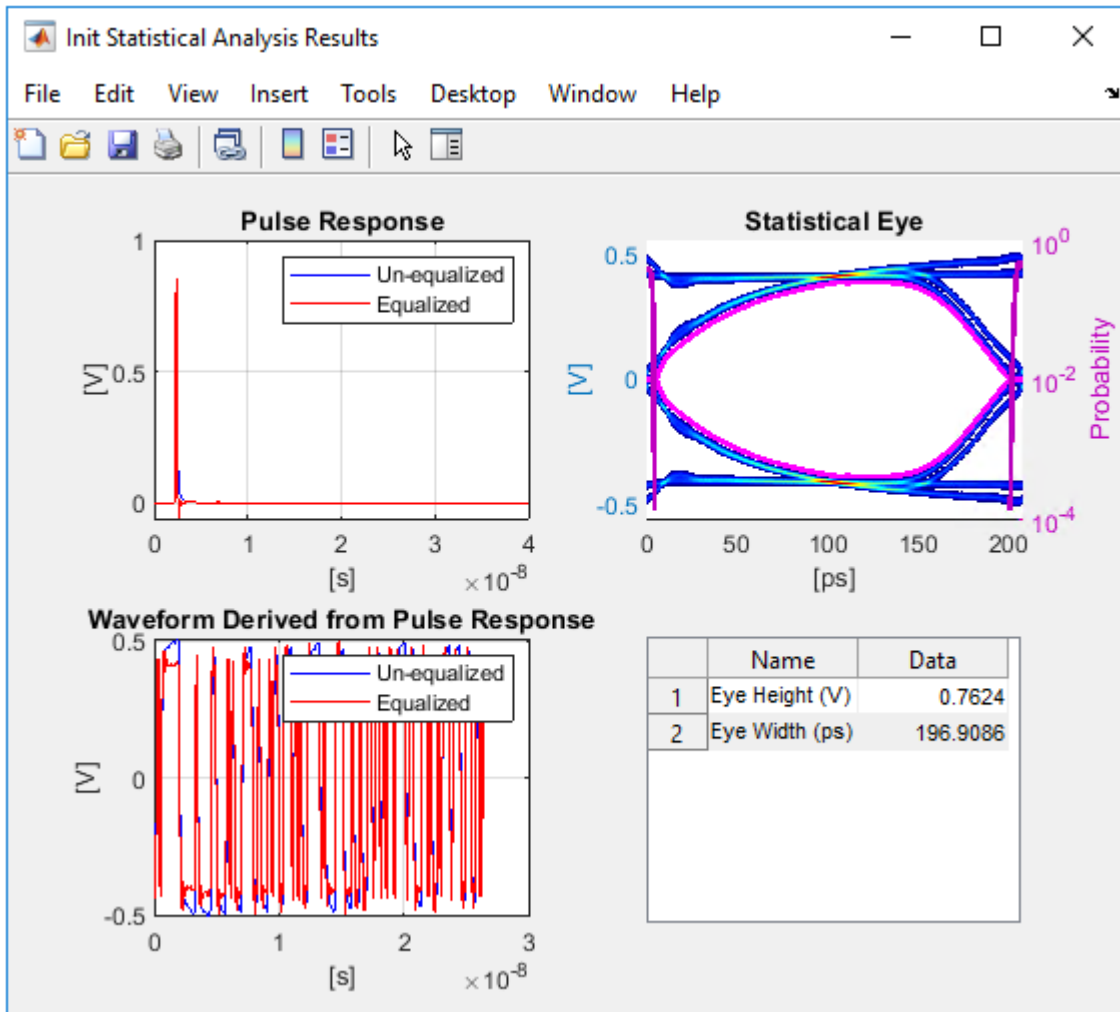 Init Statistical Analysis Results
File Edit View Insert Tools Desktop Window Help
Pulse Response
1
0.5
0
[V]
Un-equalized
Equalized
0 1 2 3 4
[s]
×10-8
Statistical Eye
0.5
0
-0.5
[V]
100
10-2
10-4
Probability
0 50 100 150 200
[ps]
Waveform Derived from Pulse Response
0.5
0
-0.5
[V]
Un-equalized
Equalized
0 1 2 3
[s]
×10-8
Name Data
1 Eye Height (V) 0.7624
2 Eye Width (ps) 196.9086